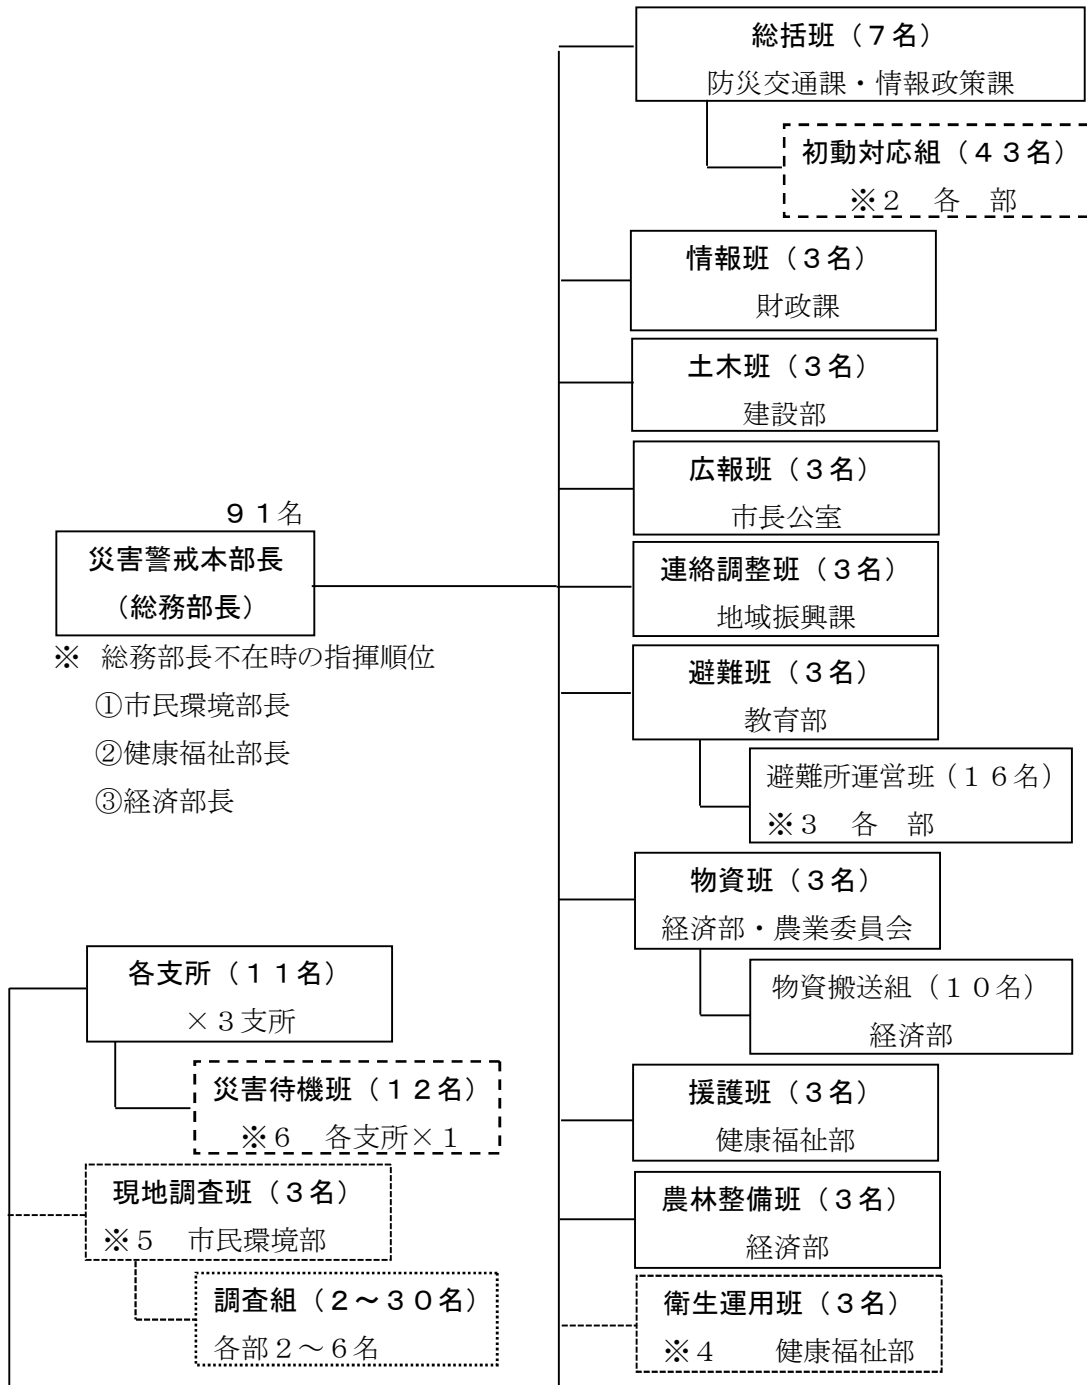 総括班（７名）
防災交通課・情報政策課
初動対応組（４３名）
※２　各　部
情報班（３名）
財政課
土木班（３名）
建設部
広報班（３名）
市長公室
９１名
災害警戒本部長
（総務部長）
※　総務部長不在時の指揮順位
①市民環境部長
②健康福祉部長
③経済部長
連絡調整班（３名）
地域振興課
避難班（３名）
教育部
避難所運営班（１６名）
※３　各　部
物資班（３名）
経済部・農業委員会
物資搬送組（１０名）
経済部
各支所（１１名）
×３支所
災害待機班（１２名）
※６　各支所×１
現地調査班（３名）
※５　市民環境部
調査組（２～３０名）
各部２～６名
援護班（３名）
健康福祉部
農林整備班（３名）
経済部
衛生運用班（３名）
※４　健康福祉部